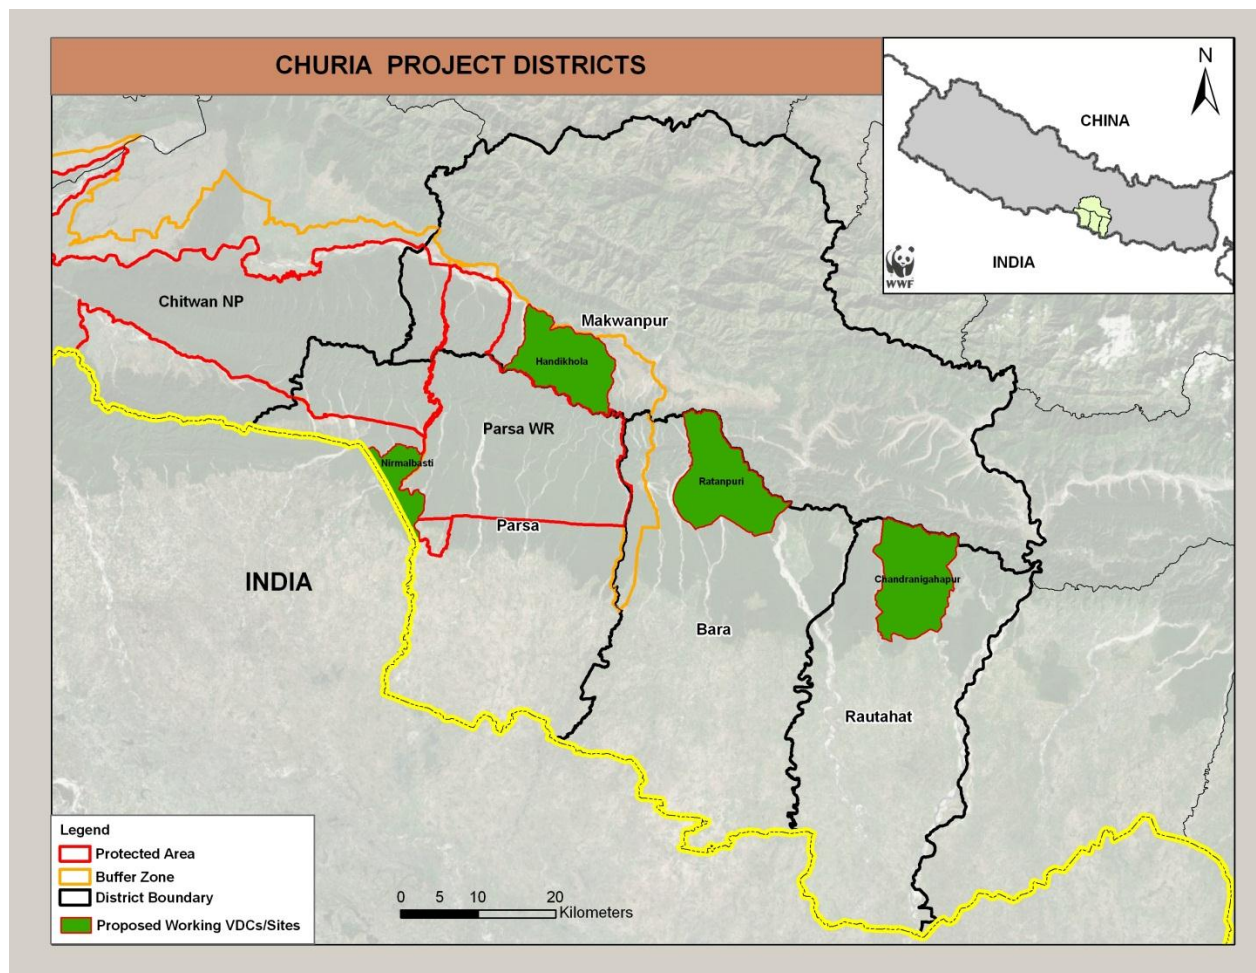 CHURIA PROJECT DISTRICTS
N
CHINA
INDIA
WWF
Chitwan NP
Makwanpur
Handikhola
Parsa WR
Nirmalbasti
Ratanpuri
Parsa
Chandranigahapur
INDIA
Bara
Rautahat
Legend
Protected Area
Buffer Zone
District Boundary
Proposed Working VDCs/Sites
0 5 10 20
Kilometers